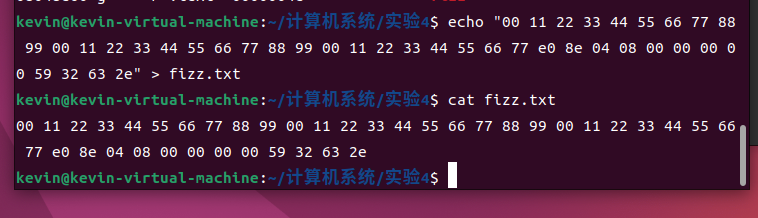 kevin@kevin-virtual-machine:~/计算机系统/实验4$ echo "00 11 22 33 44 55 66 77 88
99 00 11 22 33 44 55 66 77 88 99 00 11 22 33 44 55 66 77 e0 8e 04 08 00 00 00 0
0 59 32 63 2e" > fizz.txt
kevin@kevin-virtual-machine:~/计算机系统/实验4$ cat fizz.txt
00 11 22 33 44 55 66 77 88 99 00 11 22 33 44 55 66 77 88 99 00 11 22 33 44 55 66
77 e0 8e 04 08 00 00 00 00 59 32 63 2e
kevin@kevin-virtual-machine:~/计算机系统/实验4$